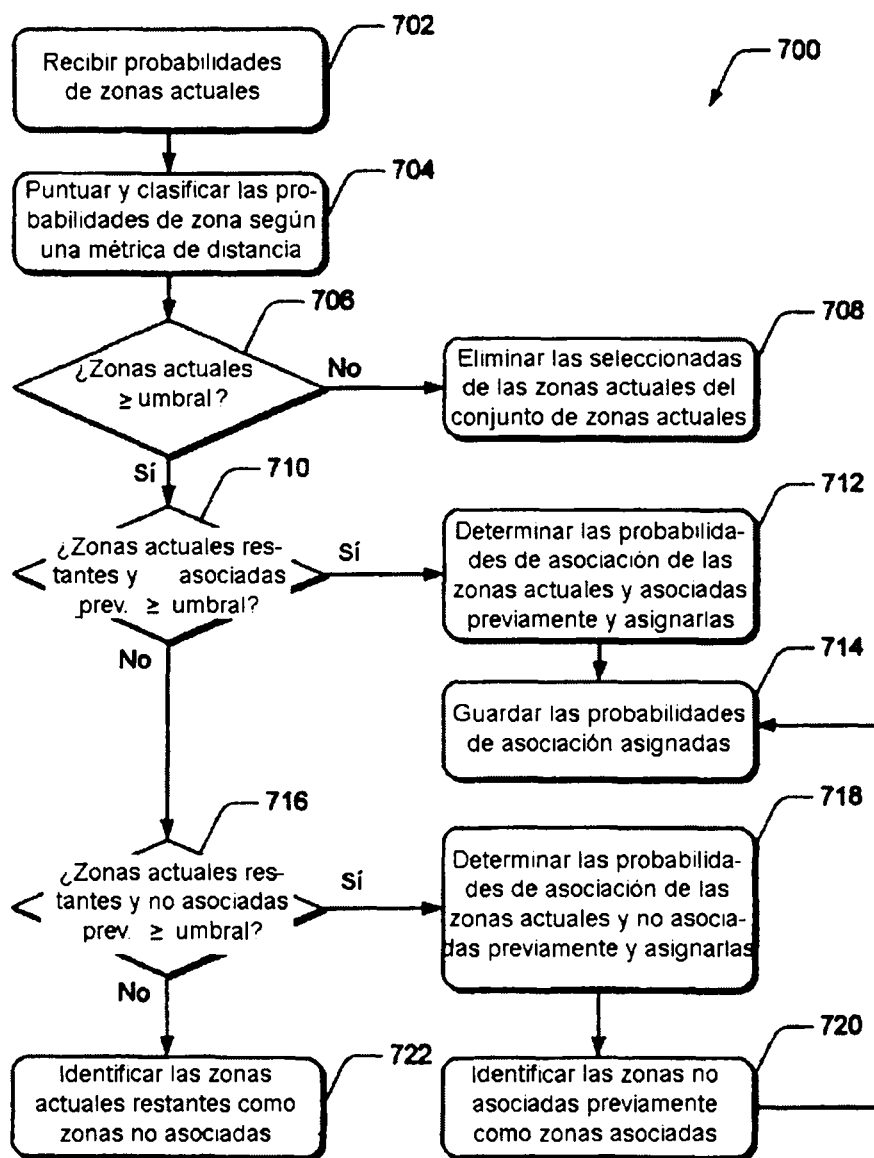 702
Recibir probabilidades
de zonas actuales
700
704
Puntuar y clasificar las pro-
babilidades de zona según
una métrica de distancia
706
¿Zonas actuales
≥ umbral?
No
708
Eliminar las seleccionadas
de las zonas actuales del
conjunto de zonas actuales
Sí
710
¿Zonas actuales res-
tantes y asociadas
prev. ≥ umbral?
Sí
712
Determinar las probabilida-
des de asociación de las
zonas actuales y asociadas
previamente y asignarlas
No
714
Guardar las probabilidades
de asociación asignadas
716
¿Zonas actuales res-
tantes y no asociadas
prev. ≥ umbral?
Sí
718
Determinar las probabilida-
des de asociación de las
zonas actuales y no asocia-
das previamente y asignarlas
No
722
Identificar las zonas
actuales restantes como
zonas no asociadas
720
Identificar las zonas no
asociadas previamente
como zonas asociadas